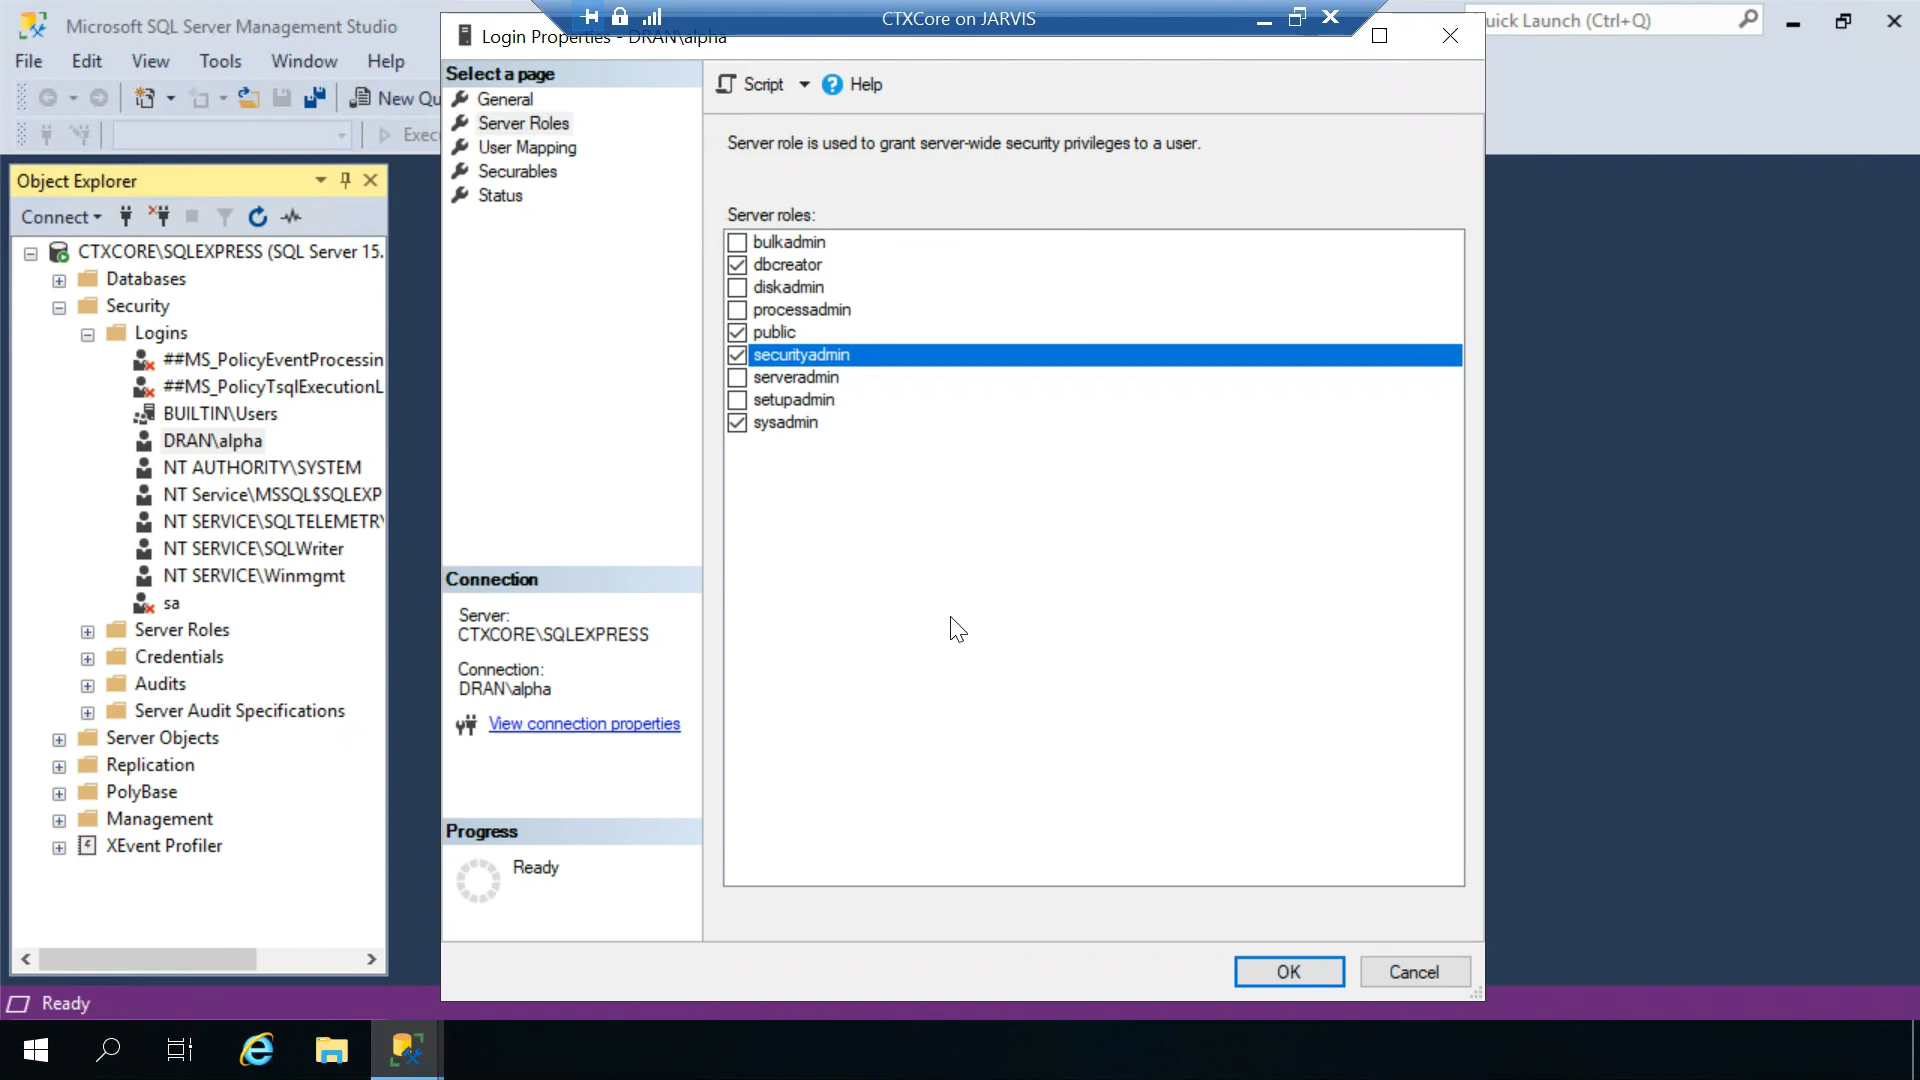 Microsoft SQL Server Management Studio
CTXCore on JARVIS
uick Launch (Ctrl+Q)
File Edit View Tools Window Help
New Qu
Exec
Login Properties - DRAN\alpha
Select a page
General
Server Roles
User Mapping
Securables
Status
Script Help
Server role is used to grant server-wide security privileges to a user.
Server roles:
bulkadmin
dbcreator
diskadmin
processadmin
public
securityadmin
serveradmin
setupadmin
sysadmin
Object Explorer
Connect
CTXCORE\SQLEXPRESS (SQL Server 15.
Databases
Security
Logins
##MS_PolicyEventProcessin
##MS_PolicyTsqlExecutionL
BUILTIN\Users
DRAN\alpha
NT AUTHORITY\SYSTEM
NT Service\MSSQL$SQLEXP
NT SERVICE\SQLTELEMETRY
NT SERVICE\SQLWriter
NT SERVICE\Winmgmt
sa
Server Roles
Credentials
Audits
Server Audit Specifications
Server Objects
Replication
PolyBase
Management
XEvent Profiler
Connection
Server:
CTXCORE\SQLEXPRESS
Connection:
DRAN\alpha
View connection properties
Progress
Ready
OK Cancel
Ready